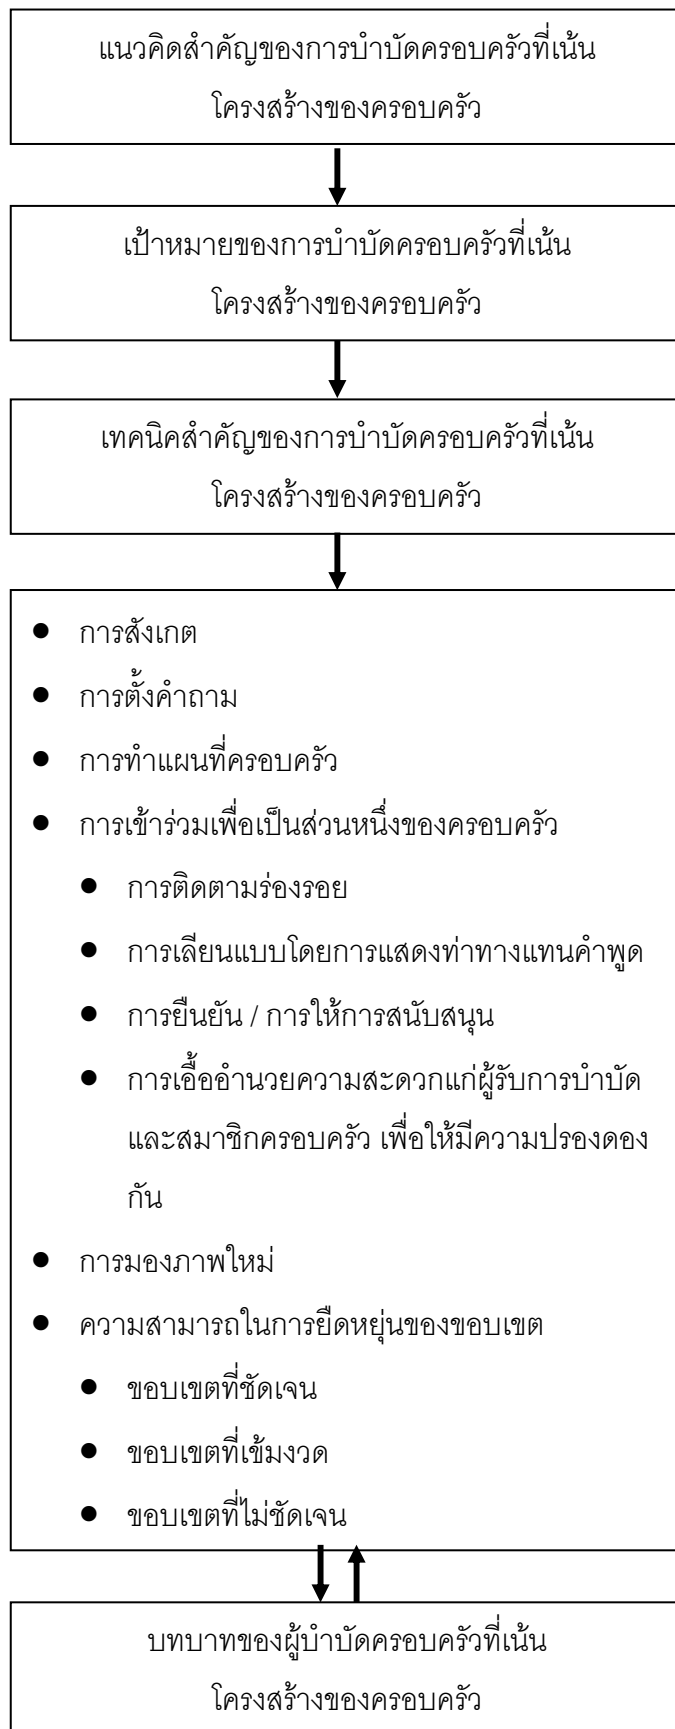 แนวคิดสำคัญของการบำบัดครอบครัวที่เน้น
โครงสร้างของครอบครัว
เป้าหมายของการบำบัดครอบครัวที่เน้น
โครงสร้างของครอบครัว
เทคนิคสำคัญของการบำบัดครอบครัวที่เน้น
โครงสร้างของครอบครัว
● การสังเกต
● การตั้งคำถาม
● การทำแผนที่ครอบครัว
● การเข้าร่วมเพื่อเป็นส่วนหนึ่งของครอบครัว
● การติดตามร่องรอย
● การเลียนแบบโดยการแสดงท่าทางแทนคำพูด
● การยืนยัน / การให้การสนับสนุน
● การเอื้ออำนวยความสะดวกแก่ผู้รับการบำบัด
และสมาชิกครอบครัว เพื่อให้มีความปรองดอง
กัน
● การมองภาพใหม่
● ความสามารถในการยืดหยุ่นของขอบเขต
● ขอบเขตที่ชัดเจน
● ขอบเขตที่เข้มงวด
● ขอบเขตที่ไม่ชัดเจน
บทบาทของผู้บำบัดครอบครัวที่เน้น
โครงสร้างของครอบครัว